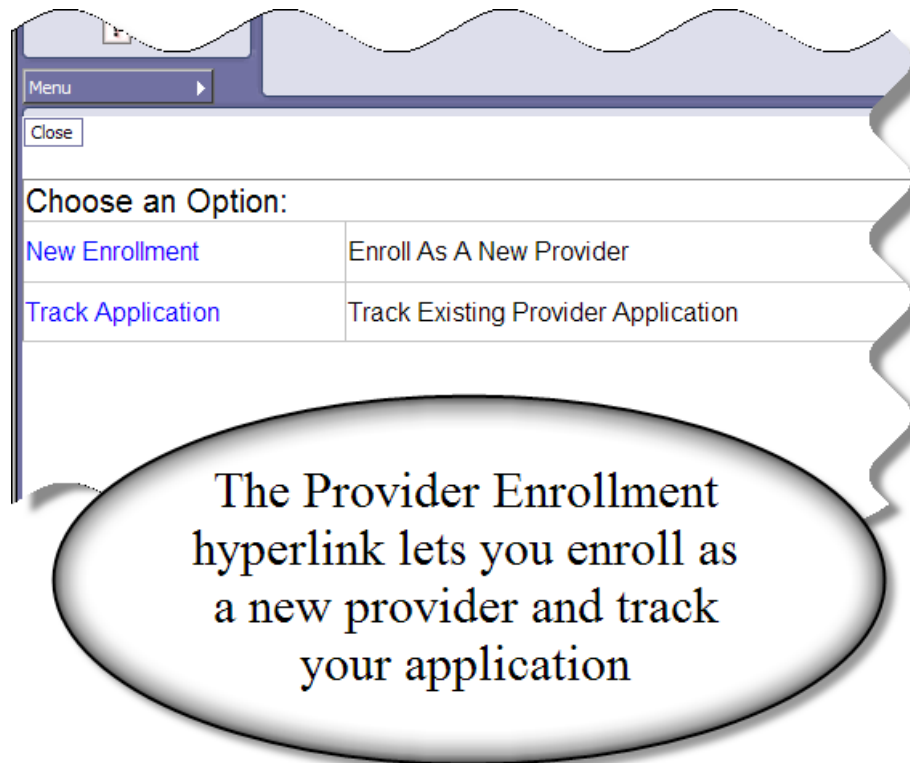 Menu
Close
Choose an Option:
New Enrollment Enroll As A New Provider
Track Application Track Existing Provider Application
The Provider Enrollment
hyperlink lets you enroll as
a new provider and track
your application